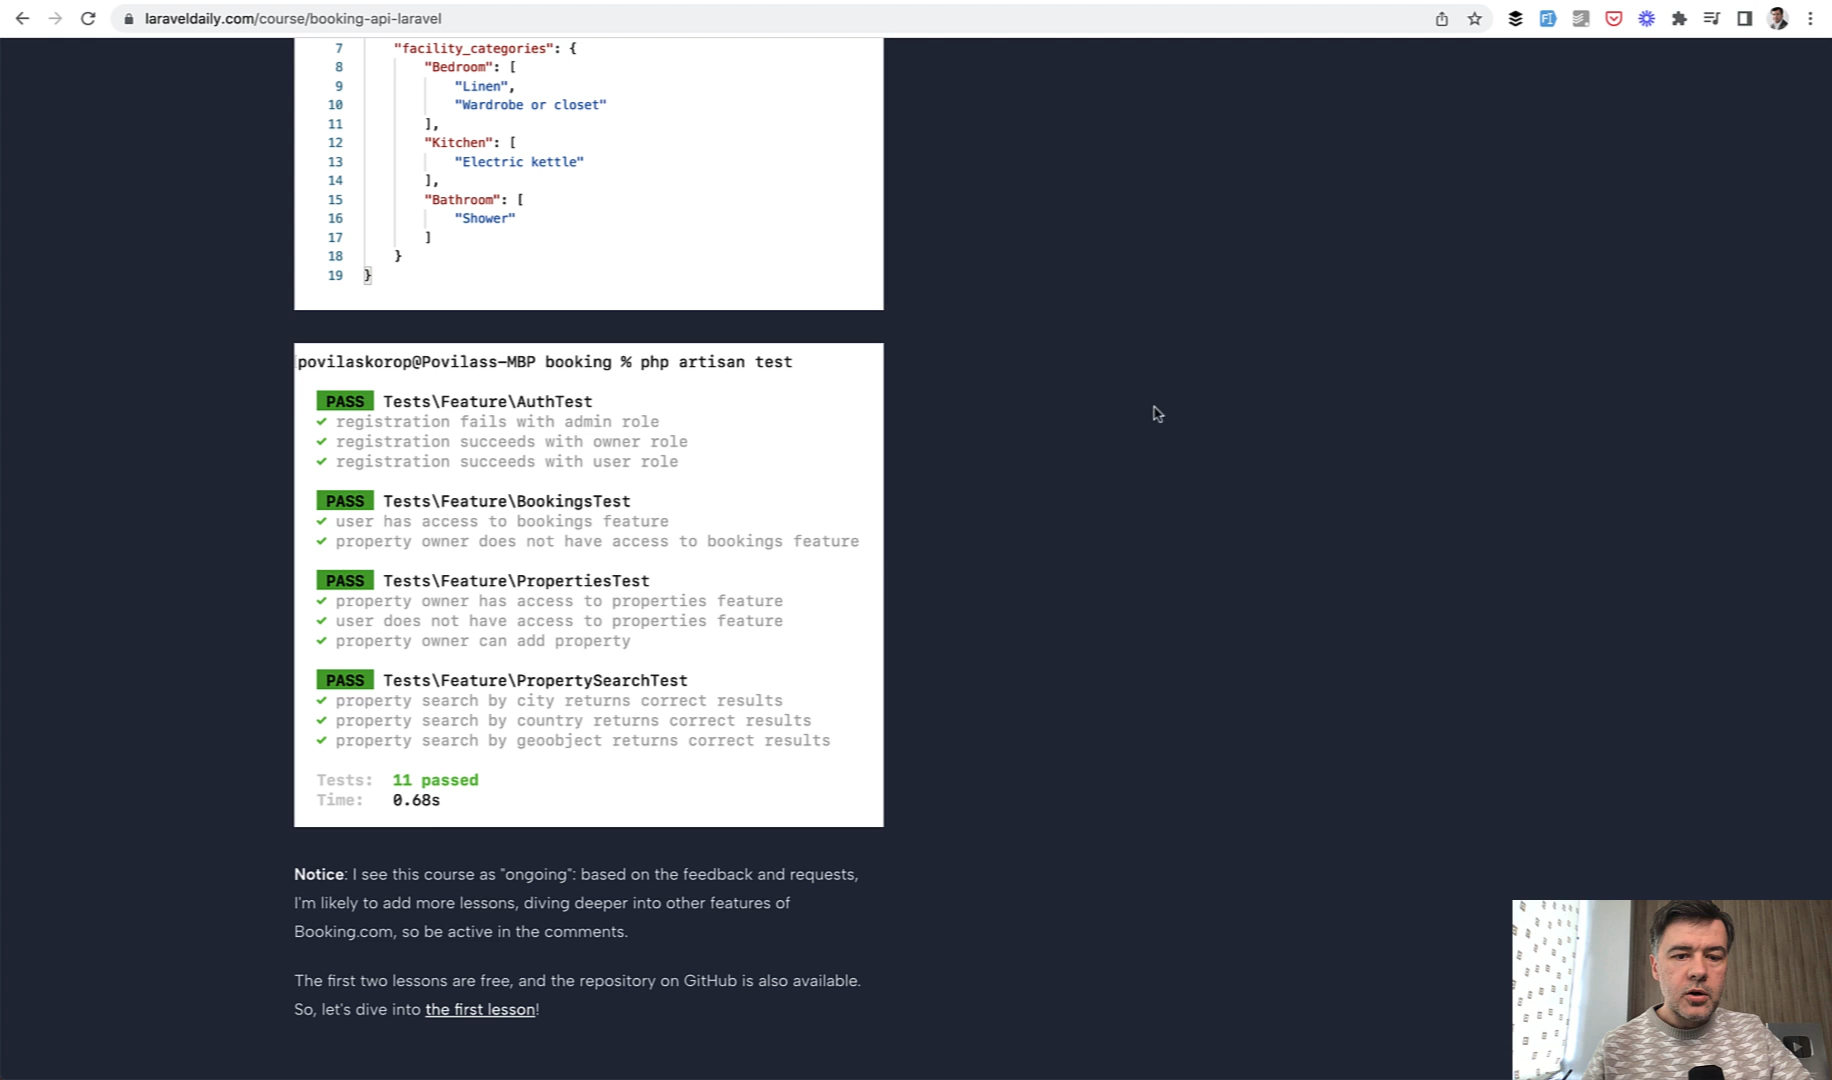 laraveldaily.com/course/booking-api-laravel
7 "facility_categories": {
8 "Bedroom": [
9 "Linen",
10 "Wardrobe or closet"
11 ],
12 "Kitchen": [
13 "Electric kettle"
14 ],
15 "Bathroom": [
16 "Shower"
17 ]
18 }
19 }
povilaskorop@Povilass-MBP booking % php artisan test
PASS Tests\Feature\AuthTest
✓ registration fails with admin role
✓ registration succeeds with owner role
✓ registration succeeds with user role
PASS Tests\Feature\BookingsTest
✓ user has access to bookings feature
✓ property owner does not have access to bookings feature
PASS Tests\Feature\PropertiesTest
✓ property owner has access to properties feature
✓ user does not have access to properties feature
✓ property owner can add property
PASS Tests\Feature\PropertySearchTest
✓ property search by city returns correct results
✓ property search by country returns correct results
✓ property search by geoobject returns correct results
Tests: 11 passed
Time: 0.68s
Notice: I see this course as "ongoing": based on the feedback and requests,
I'm likely to add more lessons, diving deeper into other features of
Booking.com, so be active in the comments.
The first two lessons are free, and the repository on GitHub is also available.
So, let's dive into the first lesson!